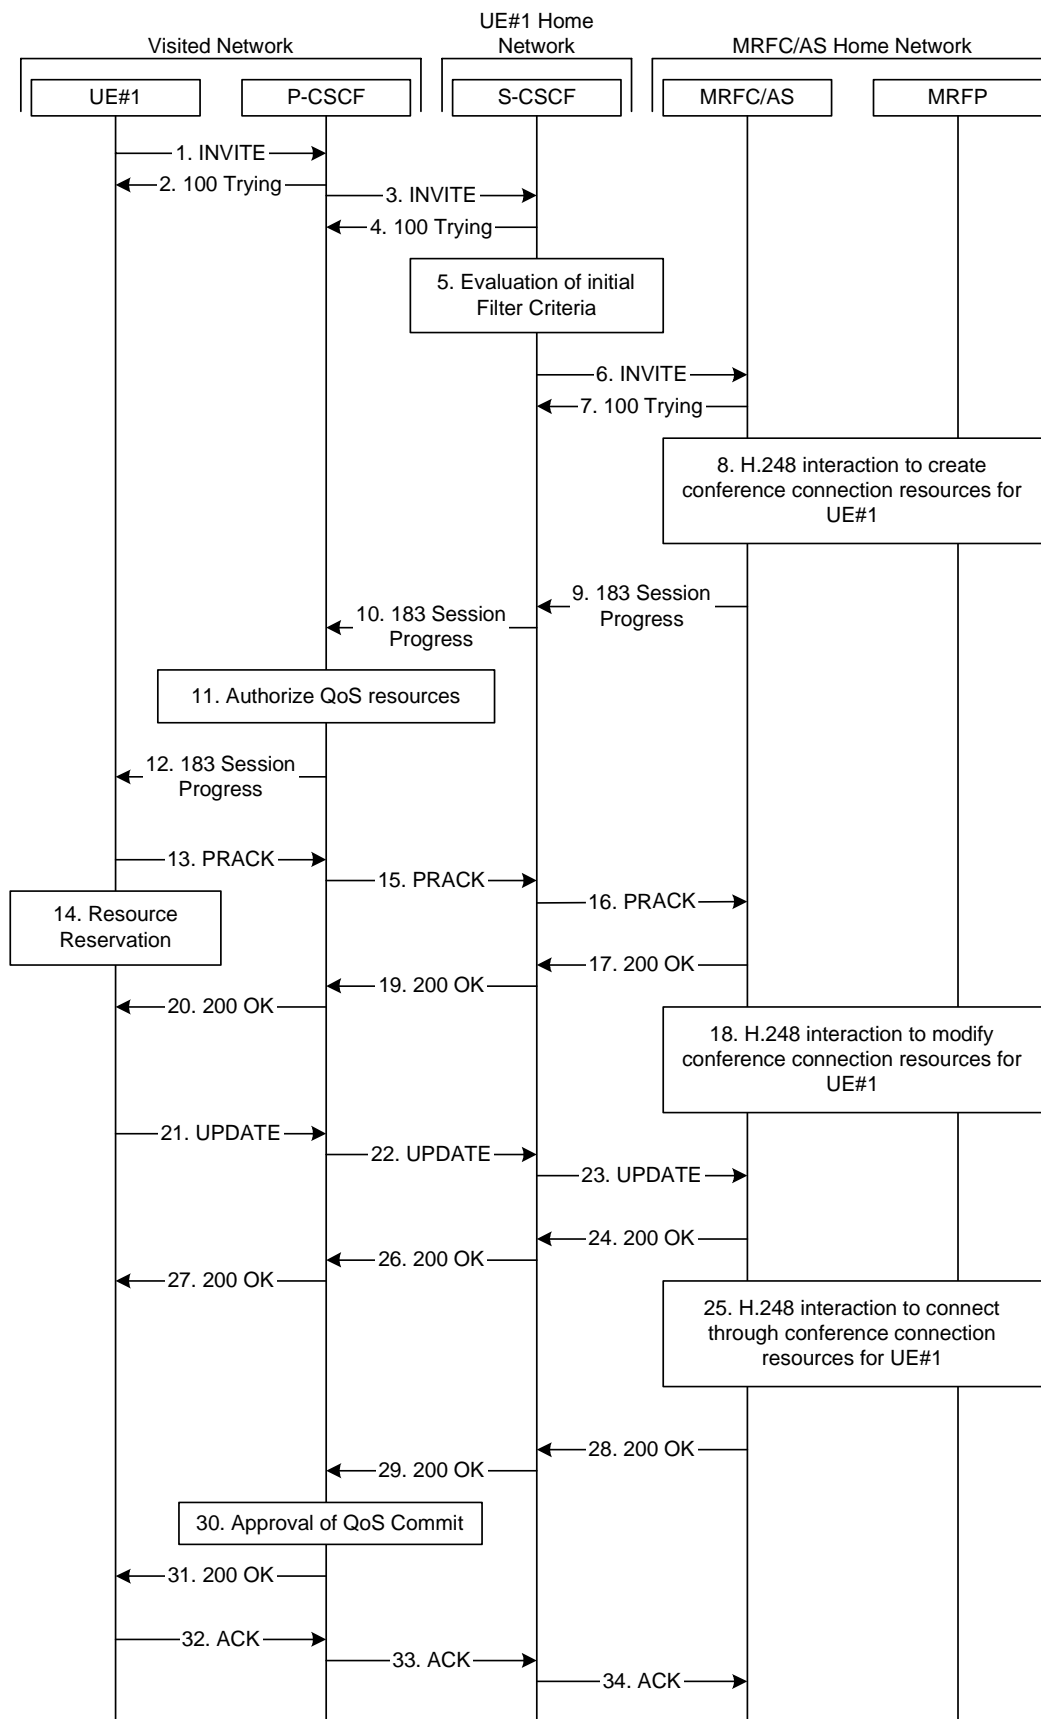 UE#1 Home
Network
Visited Network
MRFC/AS Home Network
UE#1
P-CSCF
S-CSCF
MRFC/AS
MRFP
1. INVITE
2. 100 Trying
3. INVITE
4. 100 Trying
5. Evaluation of initial
Filter Criteria
6. INVITE
7. 100 Trying
8. H.248 interaction to create
conference connection resources for
UE#1
9. 183 Session
Progress
10. 183 Session
Progress
11. Authorize QoS resources
12. 183 Session
Progress
13. PRACK
15. PRACK
16. PRACK
14. Resource
Reservation
17. 200 OK
19. 200 OK
20. 200 OK
18. H.248 interaction to modify
conference connection resources for
UE#1
21. UPDATE
22. UPDATE
23. UPDATE
24. 200 OK
26. 200 OK
27. 200 OK
25. H.248 interaction to connect
through conference connection
resources for UE#1
28. 200 OK
29. 200 OK
30. Approval of QoS Commit
31. 200 OK
32. ACK
33. ACK
34. ACK